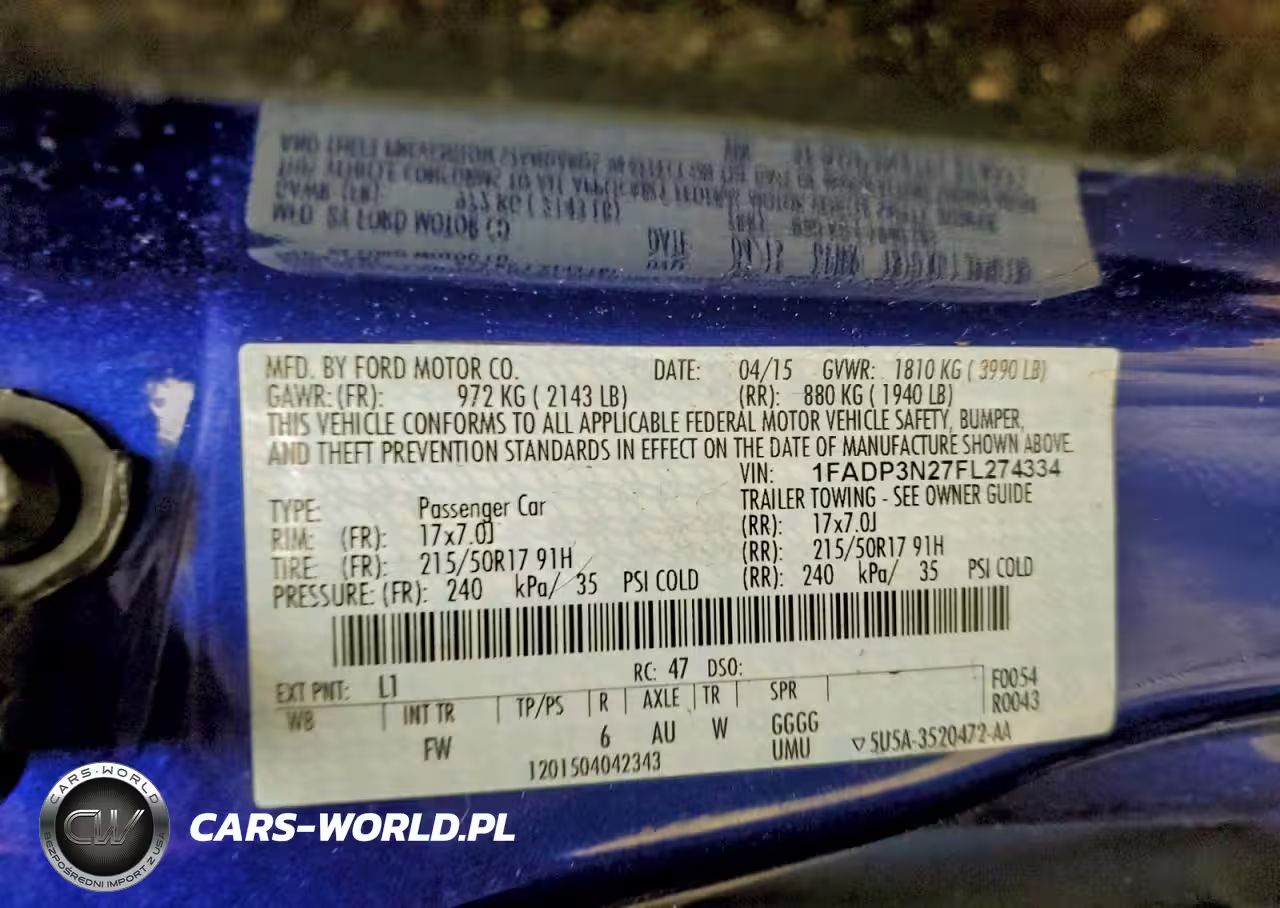 MFD. BY FORD MOTOR CO. DATE: 04/15 GVWR: 1810 KG ( 3990 LB)
GAWR: (FR): 972 KG ( 2143 LB) (RR): 880 KG ( 1940 LB)
THIS VEHICLE CONFORMS TO ALL APPLICABLE FEDERAL MOTOR VEHICLE SAFETY, BUMPER,
AND THEFT PREVENTION STANDARDS IN EFFECT ON THE DATE OF MANUFACTURE SHOWN ABOVE.
VIN: 1FADP3N27FL274334
TYPE: Passenger Car TRAILER TOWING - SEE OWNER GUIDE
RIM: (FR): 17x7.0J (RR): 17x7.0J
TIRE: (FR): 215/50R17 91H (RR): 215/50R17 91H
PRESSURE: (FR): 240 kPa/ 35 PSI COLD (RR): 240 kPa/ 35 PSI COLD
EXT PNT: L1 RC: 47 DSO: F0054
WB INT TR TP/PS R AXLE TR SPR R0043
FW 6 AU W GGGG
UMU ▽5U5A-3520472-AA
1201504042343
CARS-WORLD
CW
BEZPOŚREDNI IMPORT Z USA
CARS-WORLD.PL